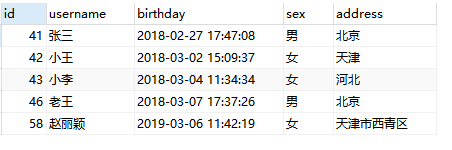 id username birthday sex address
41 张三 2018-02-27 17:47:08 男 北京
42 小王 2018-03-02 15:09:37 女 天津
43 小李 2018-03-04 11:34:34 女 河北
46 老王 2018-03-07 17:37:26 男 北京
58 赵丽颖 2019-03-06 11:42:19 女 天津市西青区